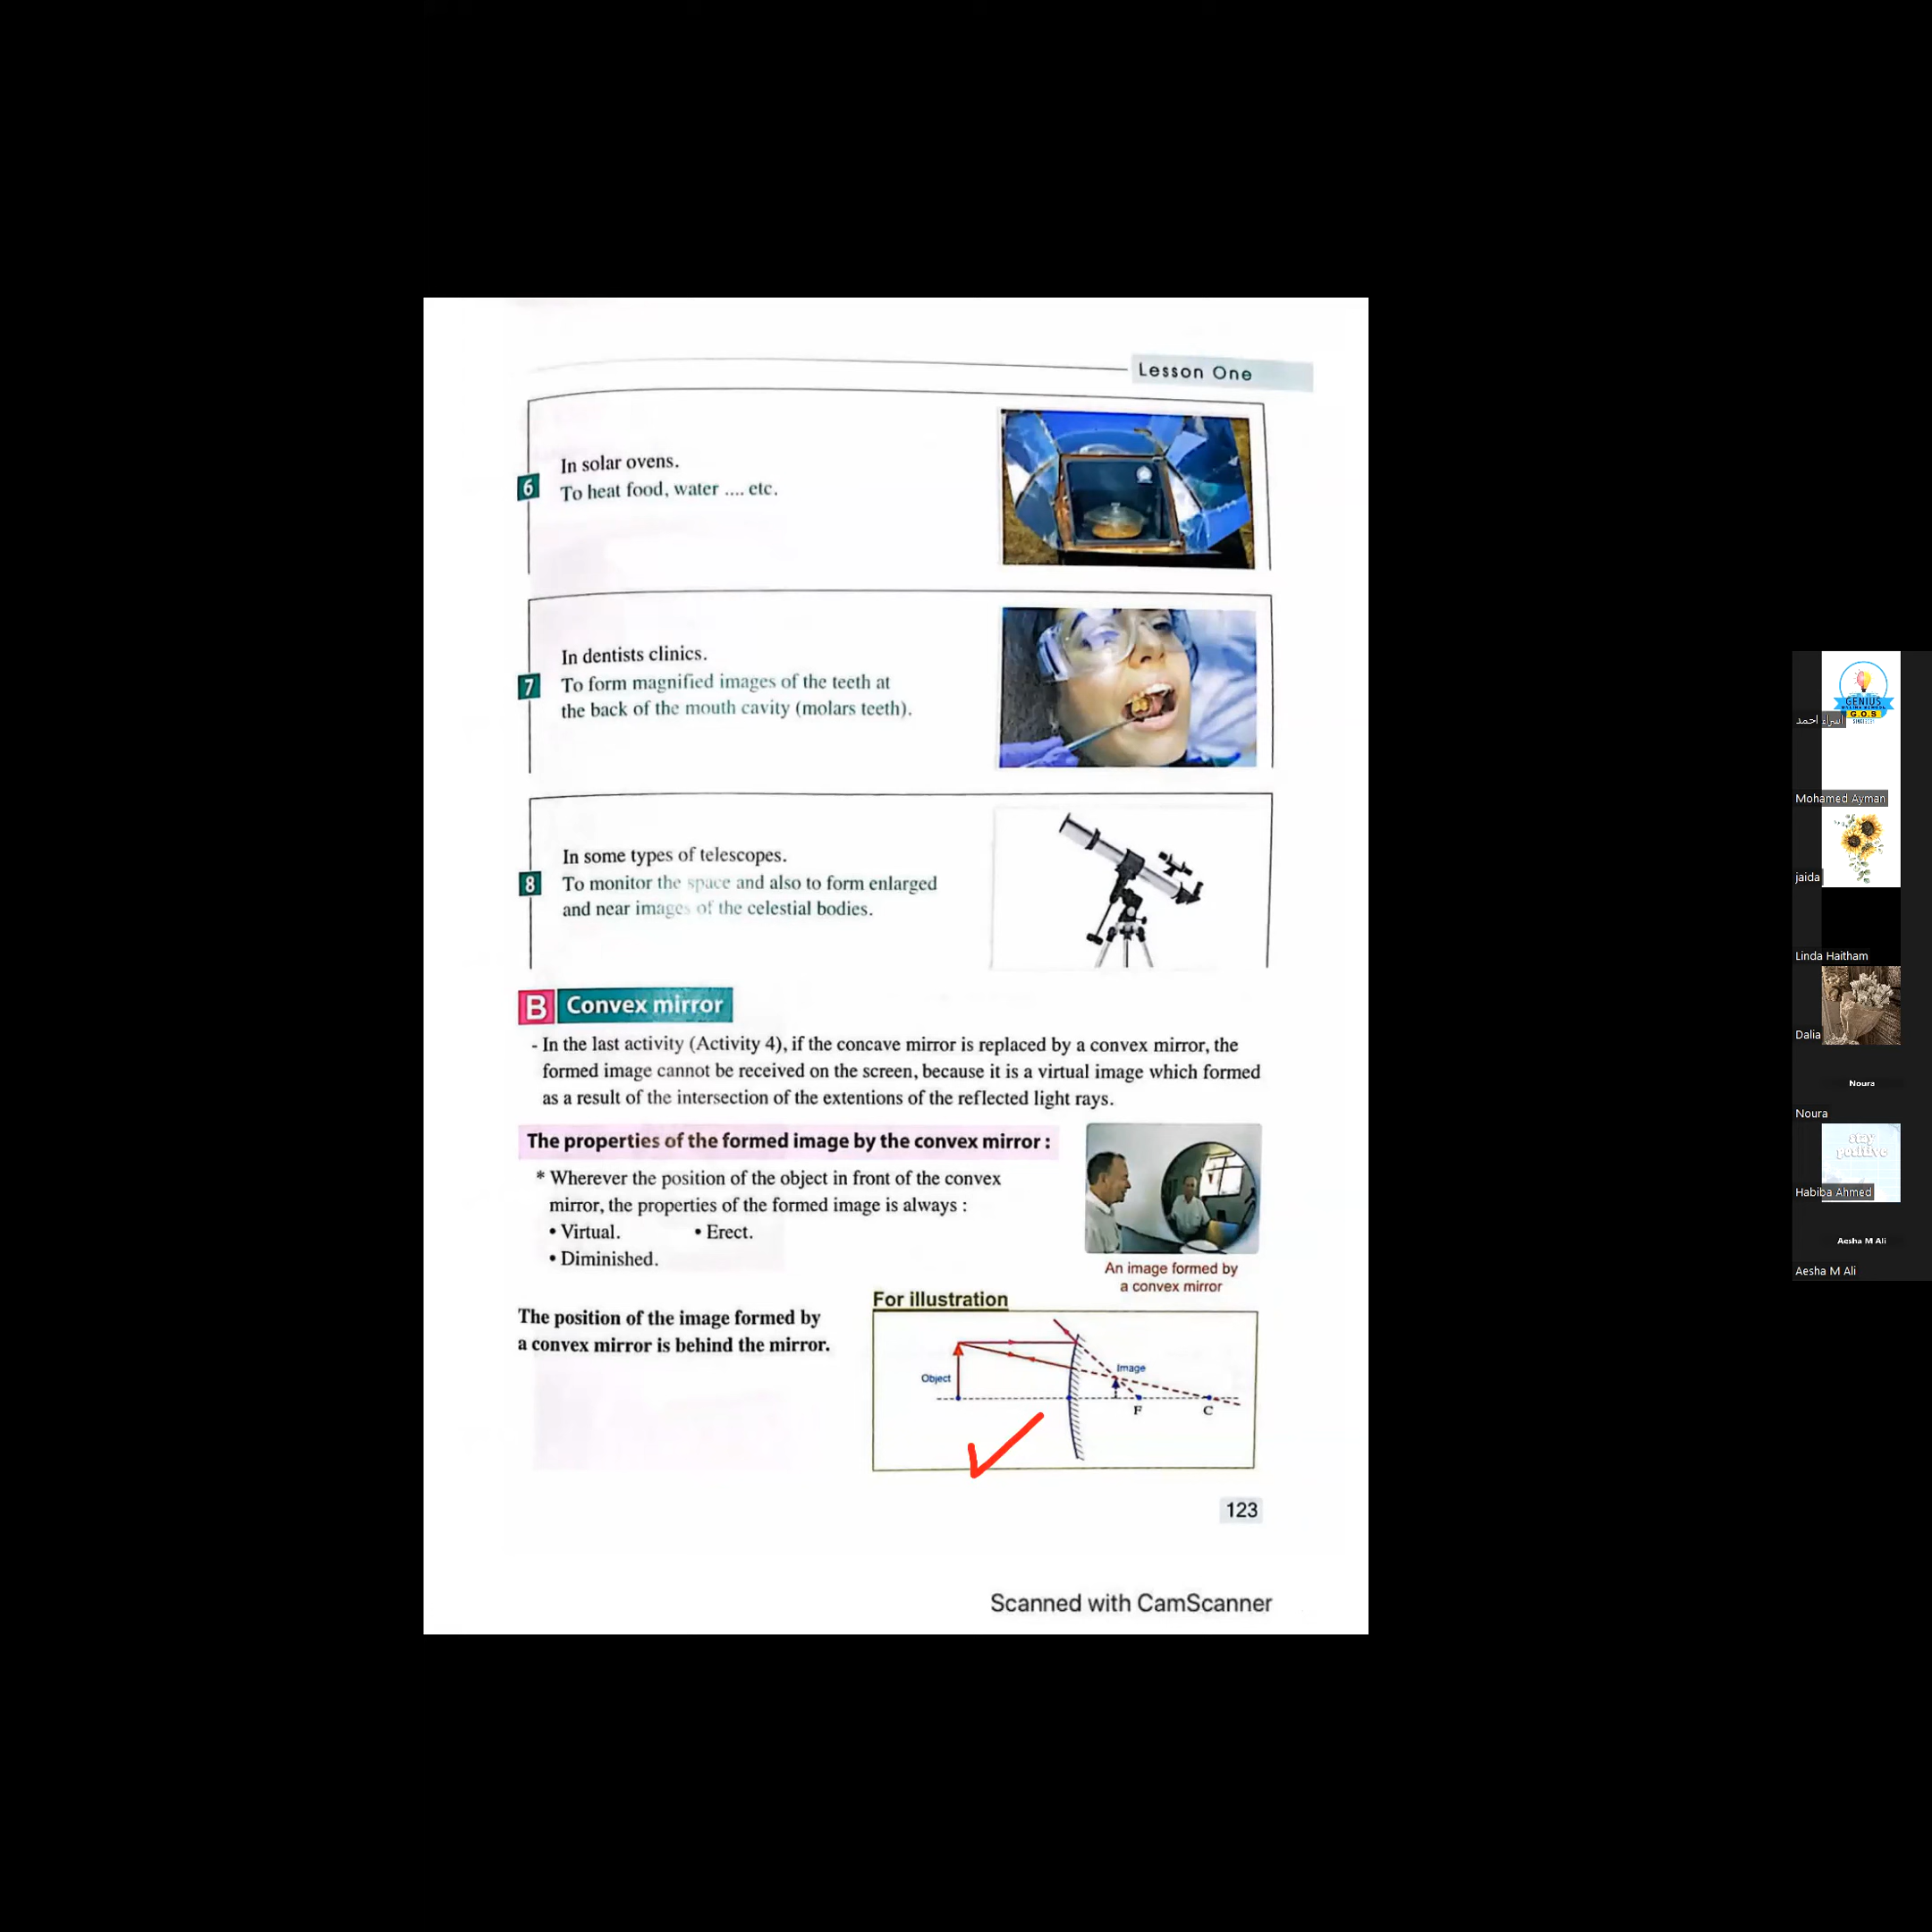 Lesson One
6
In solar ovens.
To heat food, water .... etc.
7
In dentists clinics.
To form magnified images of the teeth at
the back of the mouth cavity (molars teeth).
8
In some types of telescopes.
To monitor the space and also to form enlarged
and near images of the celestial bodies.
B Convex mirror
- In the last activity (Activity 4), if the concave mirror is replaced by a convex mirror, the
formed image cannot be received on the screen, because it is a virtual image which formed
as a result of the intersection of the extentions of the reflected light rays.
The properties of the formed image by the convex mirror :
* Wherever the position of the object in front of the convex
mirror, the properties of the formed image is always :
• Virtual. • Erect.
• Diminished.
An image formed by
a convex mirror
The position of the image formed by
a convex mirror is behind the mirror.
For illustration
Object
Image
F
C
123
Scanned with CamScanner
GENIUS
G.O.S
اسراء احمد
Mohamed Ayman
jaida
Linda Haitham
Dalia
Noura
Noura
stay
positive
Habiba Ahmed
Aesha M Ali
Aesha M Ali